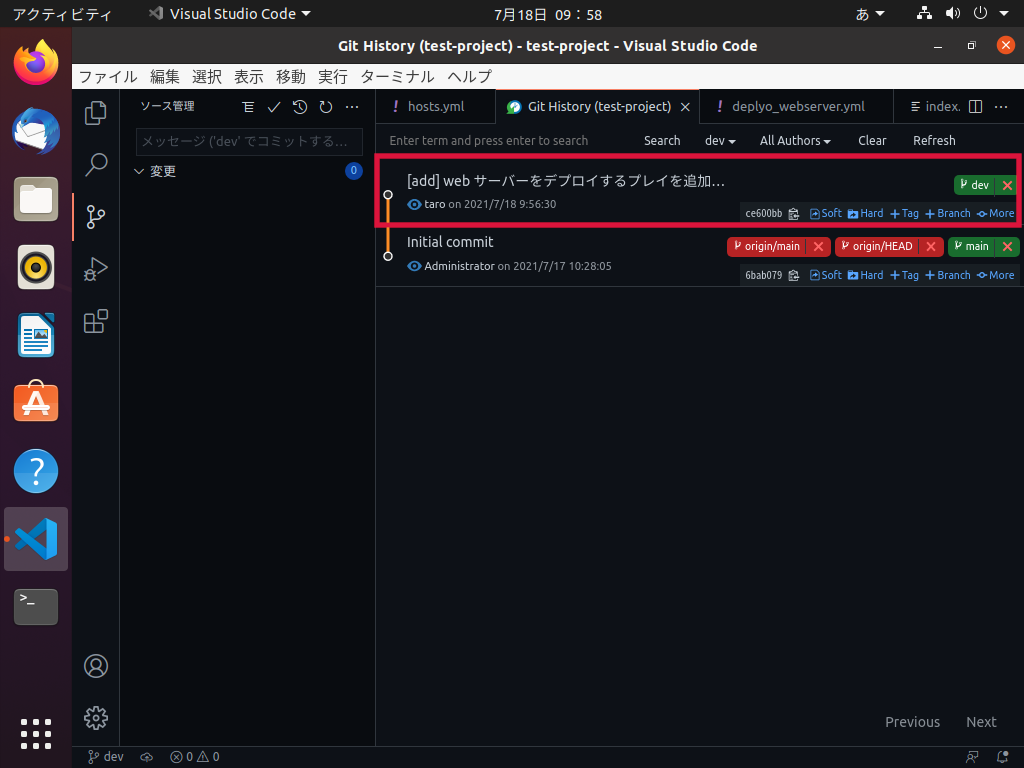 アクティビティ Visual Studio Code 7月18日 09：58 あ
Git History (test-project) - test-project - Visual Studio Code
ファイル 編集 選択 表示 移動 実行 ターミナル ヘルプ
ソース管理
メッセージ ('dev' でコミットする…
変更 0
! hosts.yml Git History (test-project) ! deplyo_webserver.yml index.
Enter term and press enter to search Search dev All Authors Clear Refresh
[add] web サーバーをデプロイするプレイを追加…
dev
taro on 2021/7/18 9:56:30
ce600bb Soft Hard Tag Branch More
Initial commit
origin/main origin/HEAD main
Administrator on 2021/7/17 10:28:05
6bab079 Soft Hard Tag Branch More
Previous Next
dev 0 0